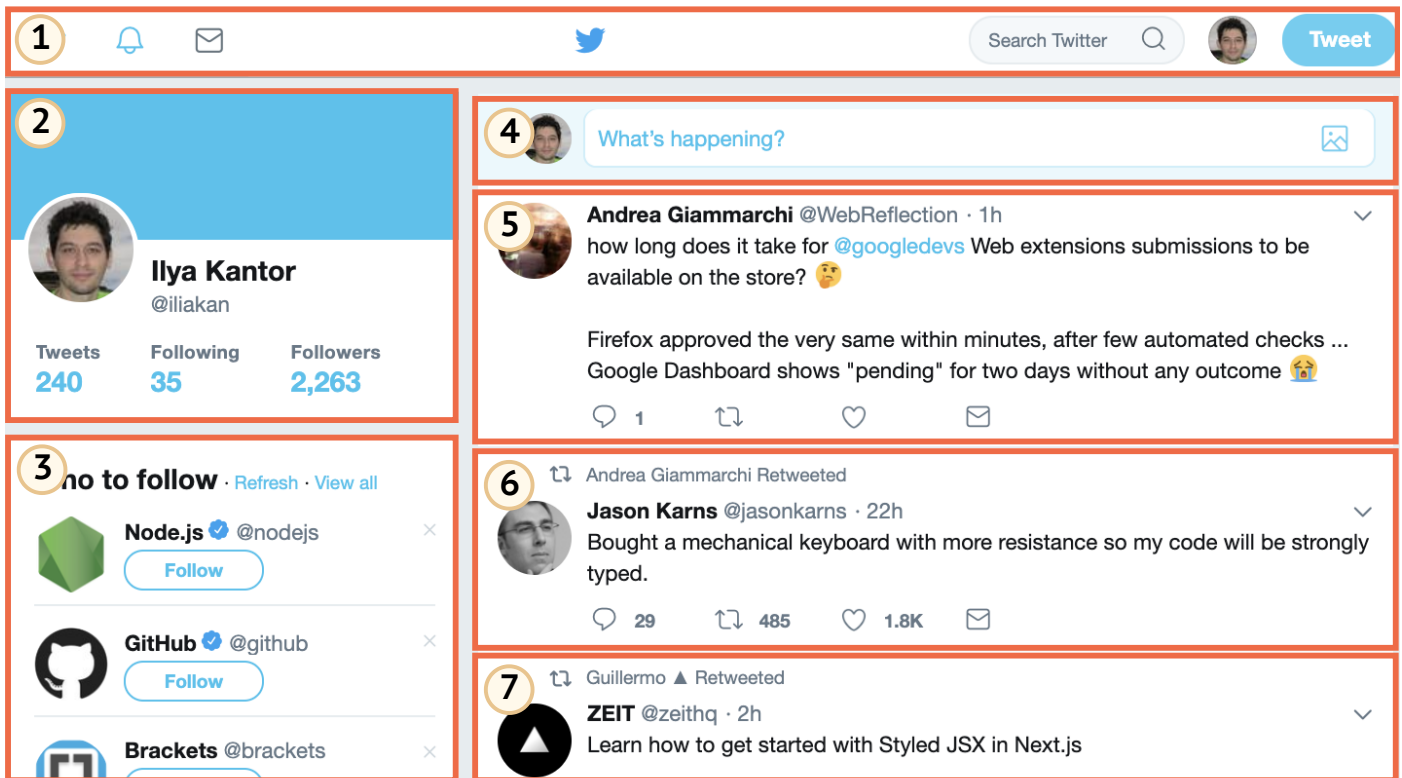 1
Search Twitter
Tweet
2
Ilya Kantor
@iliakan
Tweets Following Followers
240 35 2,263
3
ho to follow · Refresh · View all
Node.js @nodejs
Follow
GitHub @github
Follow
Brackets @brackets
4
What's happening?
5
Andrea Giammarchi @WebReflection · 1h
how long does it take for @googledevs Web extensions submissions to be
available on the store? 🤔
Firefox approved the very same within minutes, after few automated checks ...
Google Dashboard shows "pending" for two days without any outcome 😭
1
6
Andrea Giammarchi Retweeted
Jason Karns @jasonkarns · 22h
Bought a mechanical keyboard with more resistance so my code will be strongly
typed.
29 485 1.8K
7
Guillermo ▲ Retweeted
ZEIT @zeithq · 2h
Learn how to get started with Styled JSX in Next.js